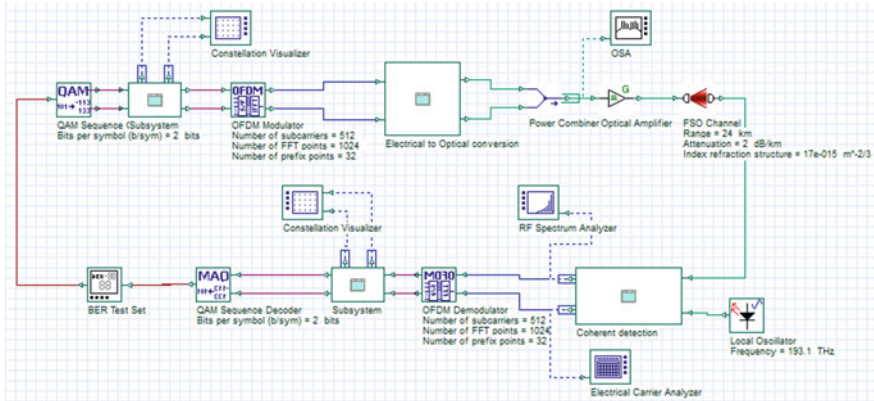 Constellation Visualizer
OSA
QAM
101→ -113
133
OFDM
G
QAM Sequence (Subsystem
Bits per symbol (b/sym) = 2 bits
OFDM Modulator
Number of subcarriers = 512
Number of FFT points = 1024
Number of prefix points = 32
Electrical to Optical conversion
Power Combiner Optical Amplifier
FSO Channel
Range = 24 km
Attenuation = 2 dB/km
Index refraction structure = 17e-015 m^-2/3
Constellation Visualizer
RF Spectrum Analyzer
BER Test Set
QAM Sequence Decoder
Bits per symbol (b/sym) = 2 bits
Subsystem
OFDM Demodulator
Number of subcarriers = 512
Number of FFT points = 1024
Number of prefix points = 32
Coherent detection
Local Oscillator
Frequency = 193.1 THz
Electrical Carrier Analyzer